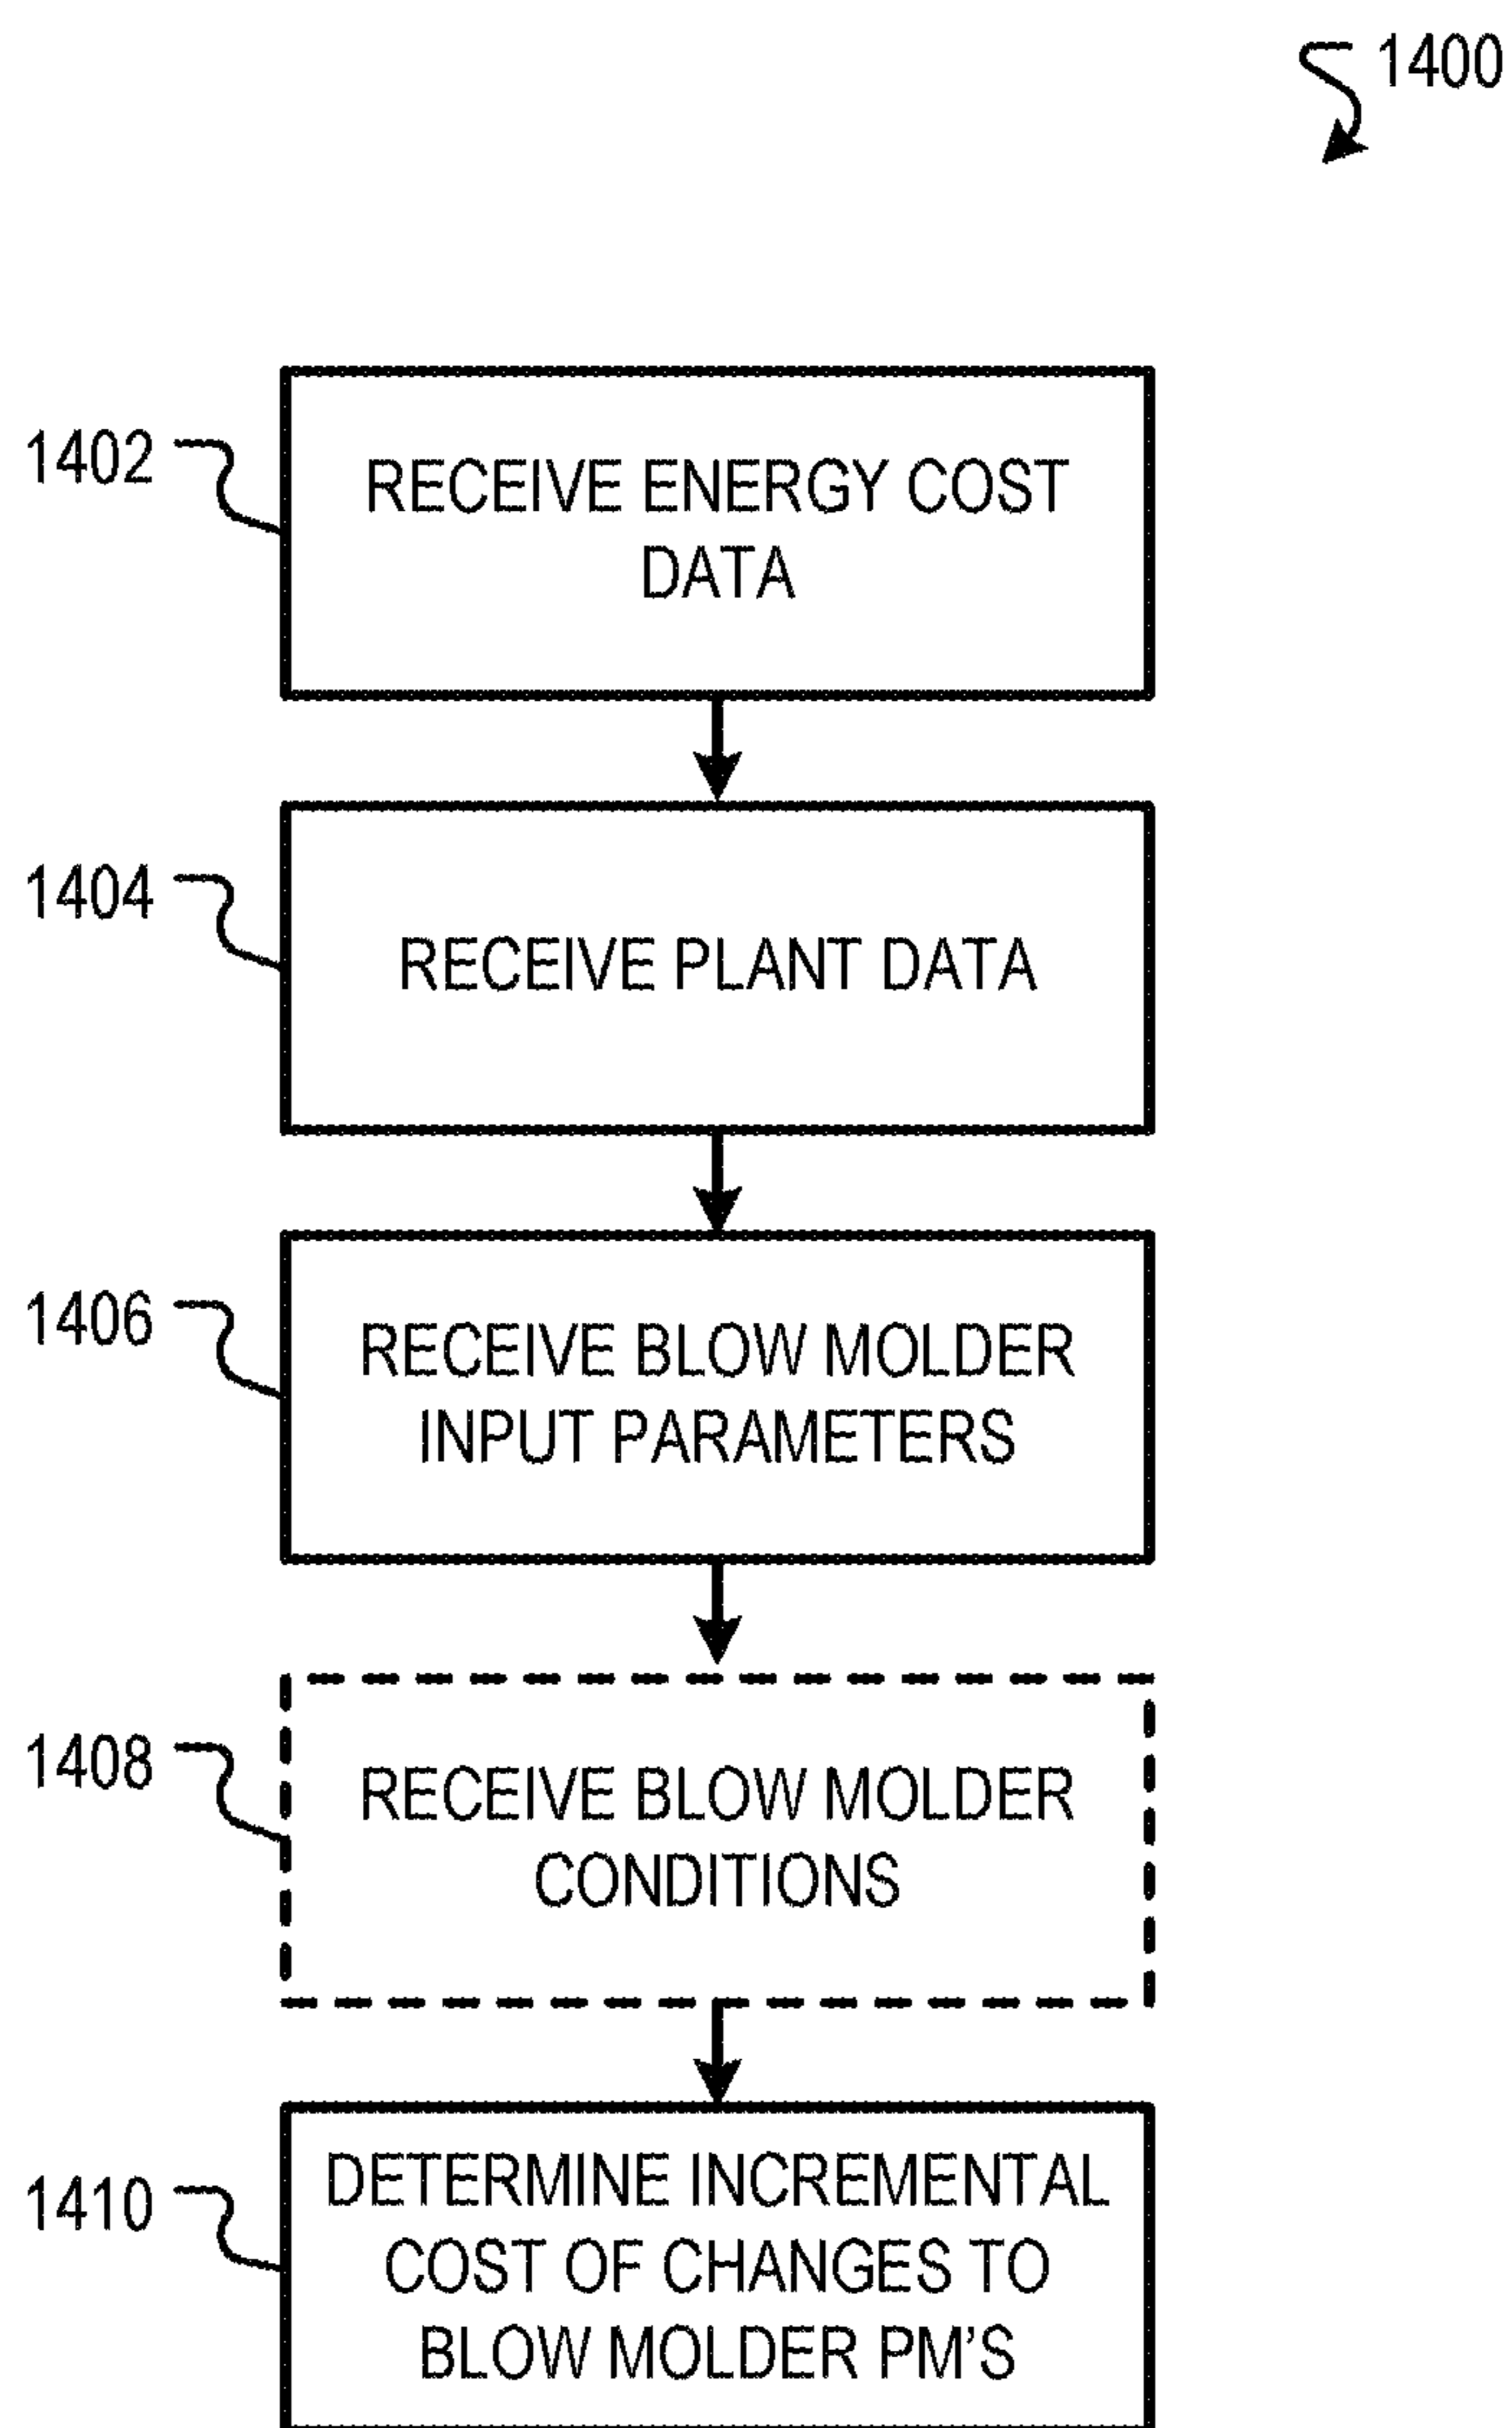 1400
1402
RECEIVE ENERGY COST
DATA
1404
RECEIVE PLANT DATA
1406
RECEIVE BLOW MOLDER
INPUT PARAMETERS
1408
RECEIVE BLOW MOLDER
CONDITIONS
1410
DETERMINE INCREMENTAL
COST OF CHANGES TO
BLOW MOLDER PM'S